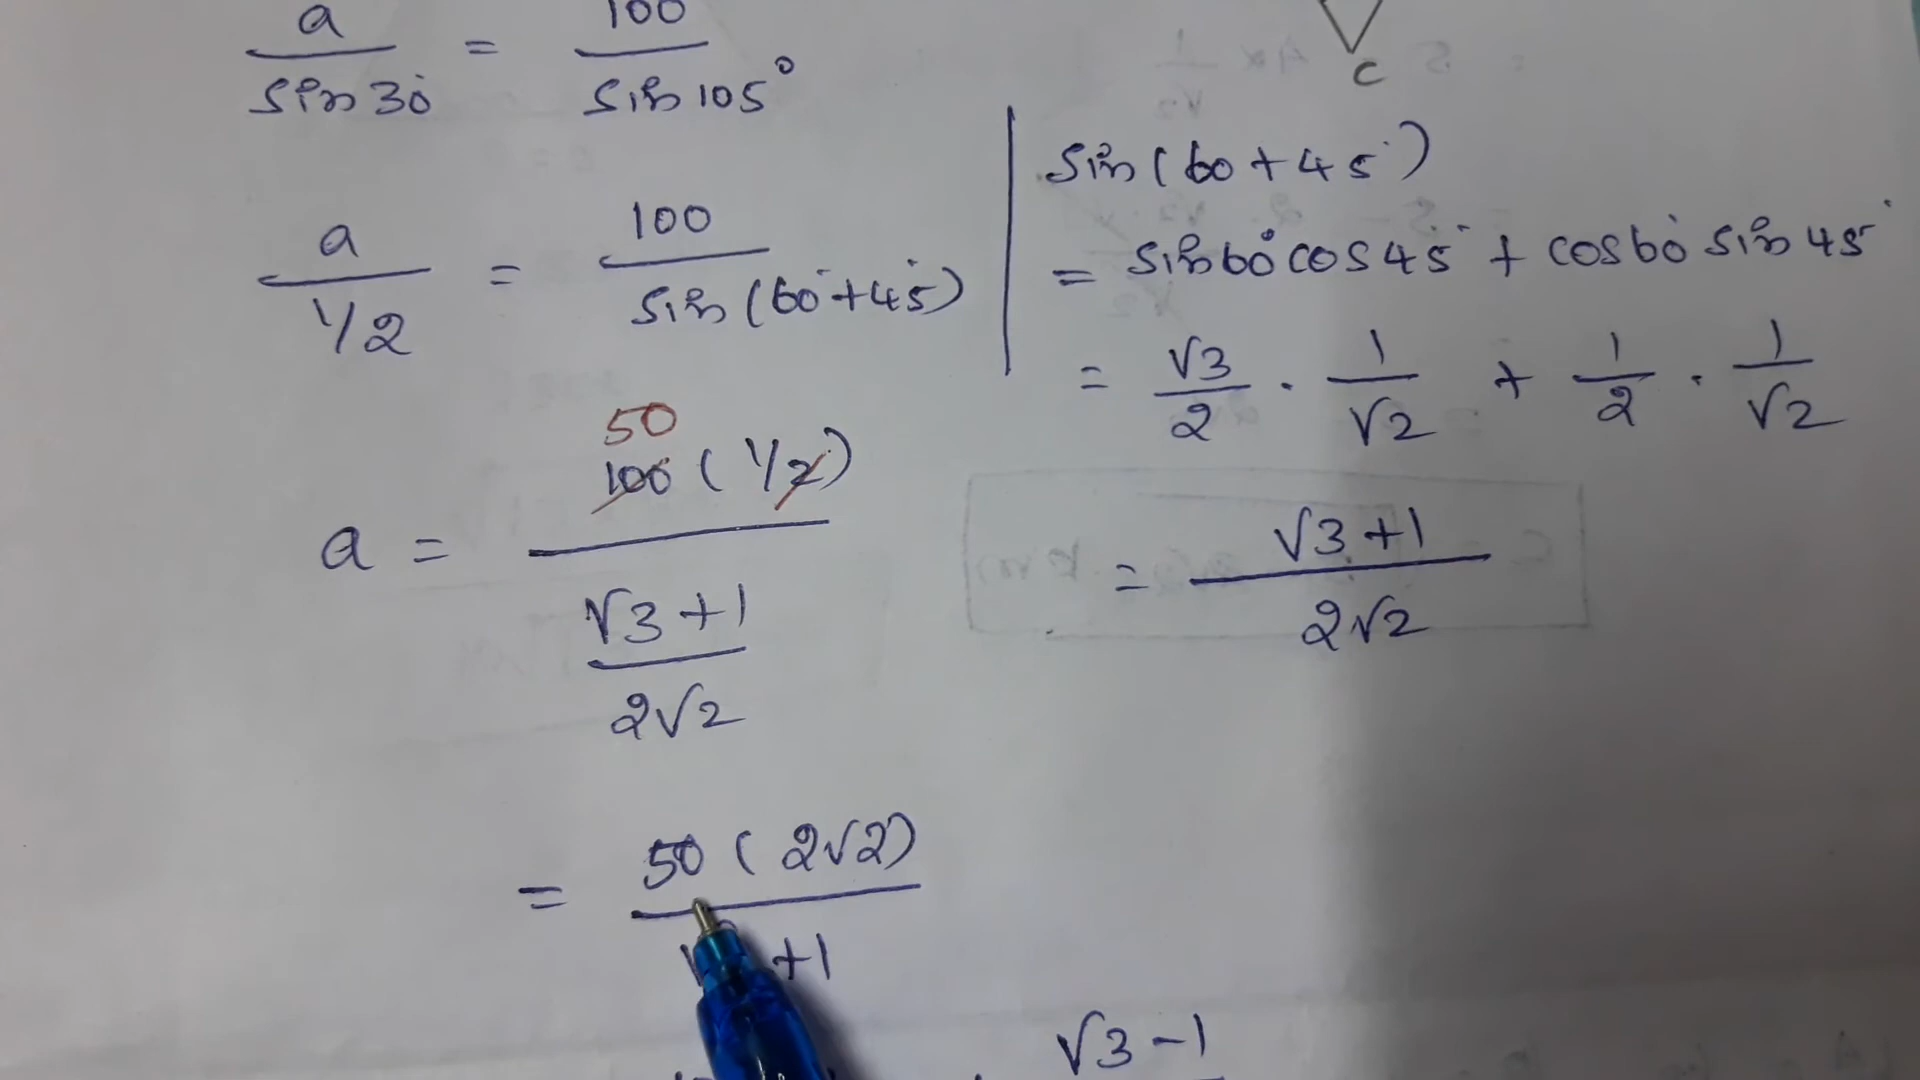 a / sin 30° = 100 / sin 105°
C
a / 1/2 = 100 / sin (60°+45°)
a = 50 100 (1/2) / √3+1 / 2√2
= 50 (2√2) / +1
sin (60 + 45°)
= sin 60° cos 45° + cos 60° sin 45°
= √3/2 · 1/√2 + 1/2 · 1/√2
= √3+1 / 2√2
√3-1